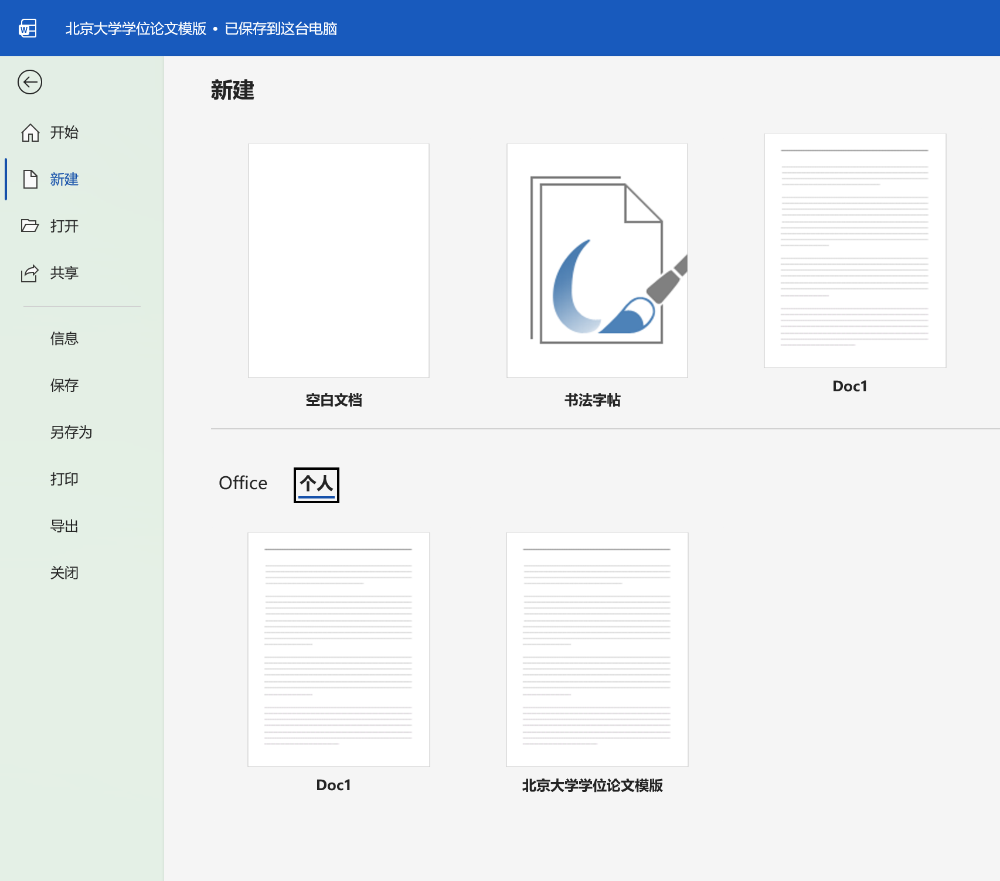 北京大学学位论文模版 • 已保存到这台电脑
新建
开始
新建
打开
共享
信息
保存
另存为
打印
导出
关闭
空白文档
书法字帖
Doc1
Office
个人
Doc1
北京大学学位论文模版